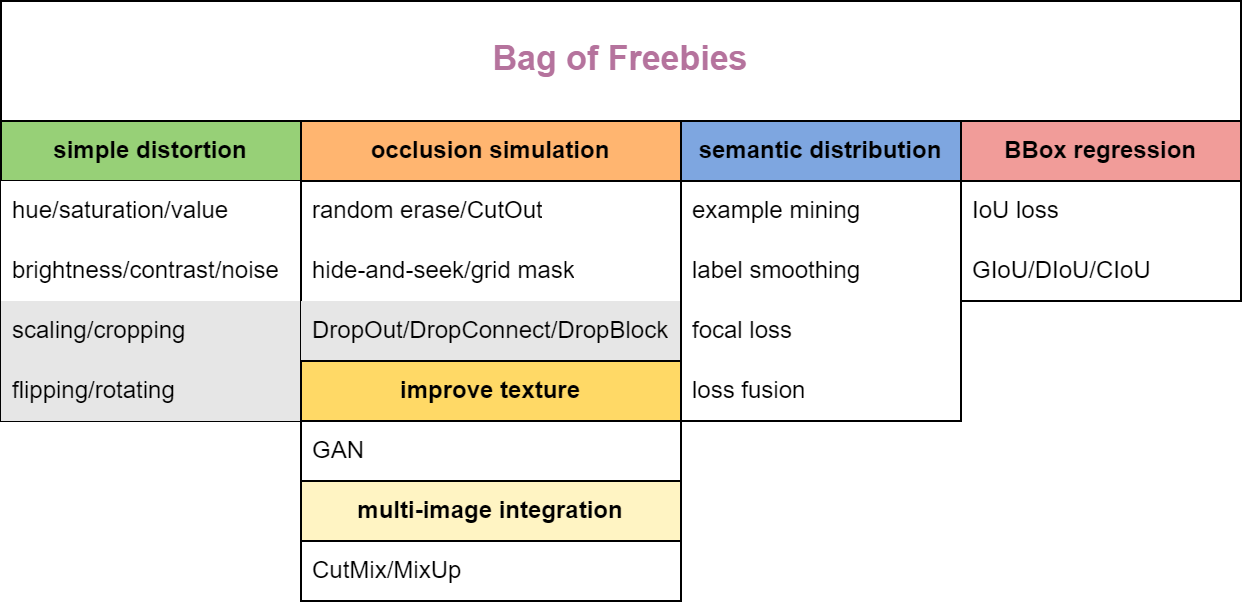 Bag of Freebies
simple distortion
hue/saturation/value
brightness/contrast/noise
scaling/cropping
flipping/rotating
occlusion simulation
random erase/CutOut
hide-and-seek/grid mask
DropOut/DropConnect/DropBlock
improve texture
GAN
multi-image integration
CutMix/MixUp
semantic distribution
example mining
label smoothing
focal loss
loss fusion
BBox regression
IoU loss
GIoU/DIoU/CIoU